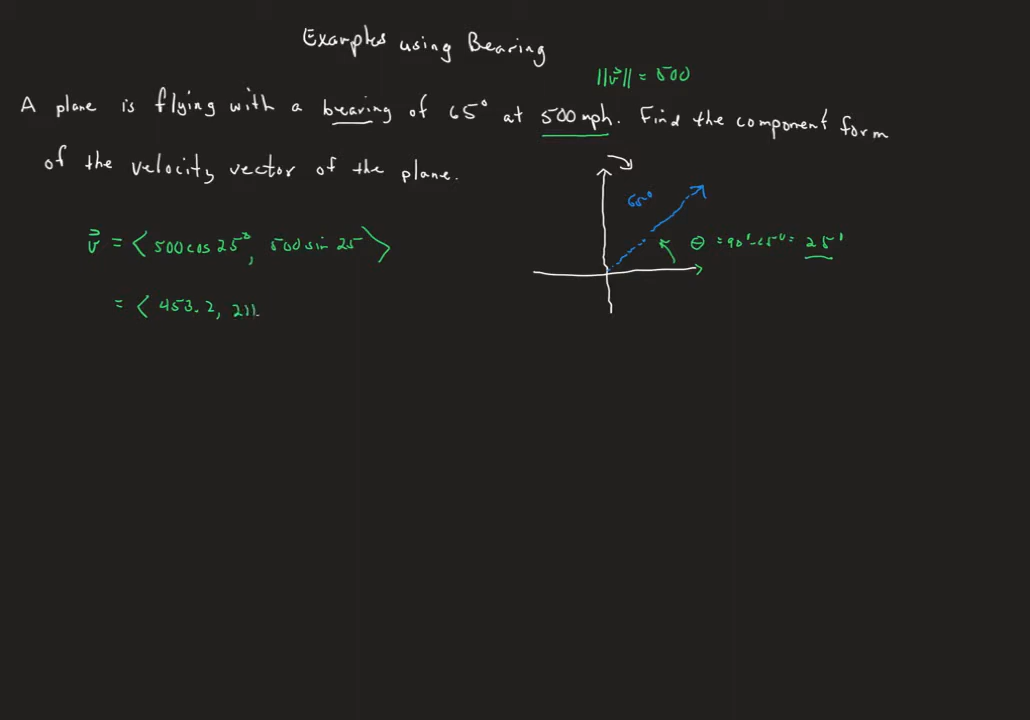 Examples using Bearing
||v⃗|| = 500
A plane is flying with a bearing of 65° at 500 mph. Find the component form
of the velocity vector of the plane.
65°
v⃗ = ⟨500 cos 25°, 500 sin 25⟩
θ = 90° - 65° = 25°
= ⟨453.2, 211.